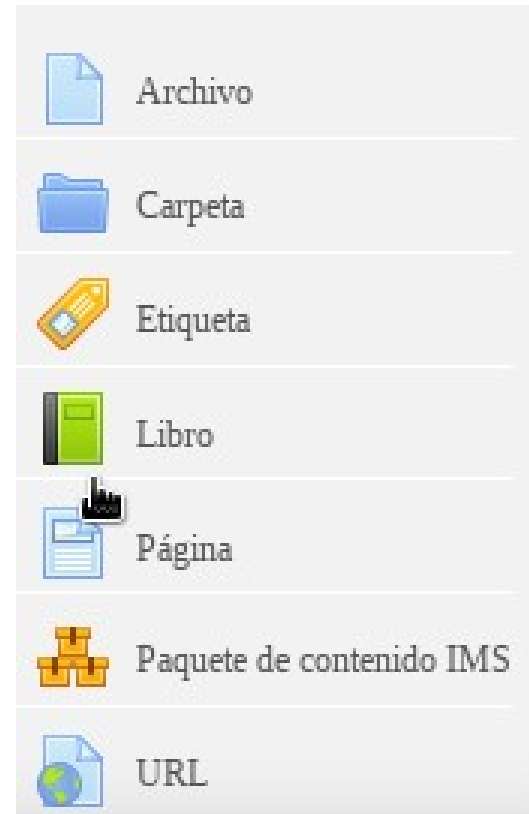 Archivo
Carpeta
Etiqueta
Libro
Página
Paquete de contenido IMS
URL